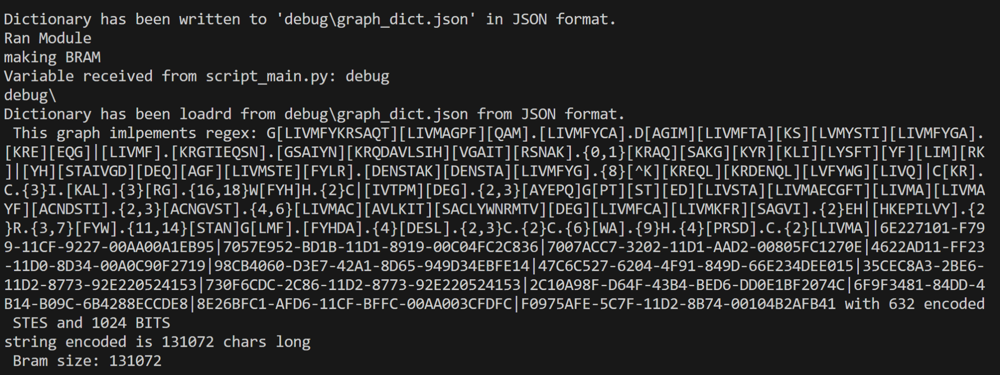 Dictionary has been written to 'debug\graph_dict.json' in JSON format.
Ran Module
making BRAM
Variable received from script_main.py: debug
debug\
Dictionary has been loadrd from debug\graph_dict.json from JSON format.
 This graph imlpements regex: G[LIVMFYKRSAQT][LIVMAGPF][QAM].[LIVMFYCA].D[AGIM][LIVMFTA][KS][LVMYSTI][LIVMFYGA].
[KRE][EQG]|[LIVMF].[KRGTIEQSN].[GSAIYN][KRQDAVLSIH][VGAIT][RSNAK].{0,1}[KRAQ][SAKG][KYR][KLI][LYSFT][YF][LIM][RK
]|[YH][STAIVGD][DEQ][AGF][LIVMSTE][FYLR].[DENSTAK][DENSTA][LIVMFYG].{8}[^K][KREQL][KRDENQL][LVFYWG][LIVQ]|C[KR].
C.{3}I.[KAL].{3}[RG].{16,18}W[FYH]H.{2}C|[IVTPM][DEG].{2,3}[AYEPQ]G[PT][ST][ED][LIVSTA][LIVMAECGFT][LIVMA][LIVMA
YF][ACNDSTI].{2,3}[ACNGVST].{4,6}[LIVMAC][AVLKIT][SACLYWNRMTV][DEG][LIVMFCA][LIVMKFR][SAGVI].{2}EH|[HKEPILVY].{2
}R.{3,7}[FYW].{11,14}[STAN]G[LMF].[FYHDA].{4}[DESL].{2,3}C.{2}C.{6}[WA].{9}H.{4}[PRSD].C.{2}[LIVMA]|6E227101-F79
9-11CF-9227-00AA00A1EB95|7057E952-BD1B-11D1-8919-00C04FC2C836|7007ACC7-3202-11D1-AAD2-00805FC1270E|4622AD11-FF23
-11D0-8D34-00A0C90F2719|98CB4060-D3E7-42A1-8D65-949D34EBFE14|47C6C527-6204-4F91-849D-66E234DEE015|35CEC8A3-2BE6-
11D2-8773-92E220524153|730F6CDC-2C86-11D2-8773-92E220524153|2C10A98F-D64F-43B4-BED6-DD0E1BF2074C|6F9F3481-84DD-4
B14-B09C-6B4288ECCDE8|8E26BFC1-AFD6-11CF-BFFC-00AA003CFDFC|F0975AFE-5C7F-11D2-8B74-00104B2AFB41 with 632 encoded
 STES and 1024 BITS
string encoded is 131072 chars long
 Bram size: 131072